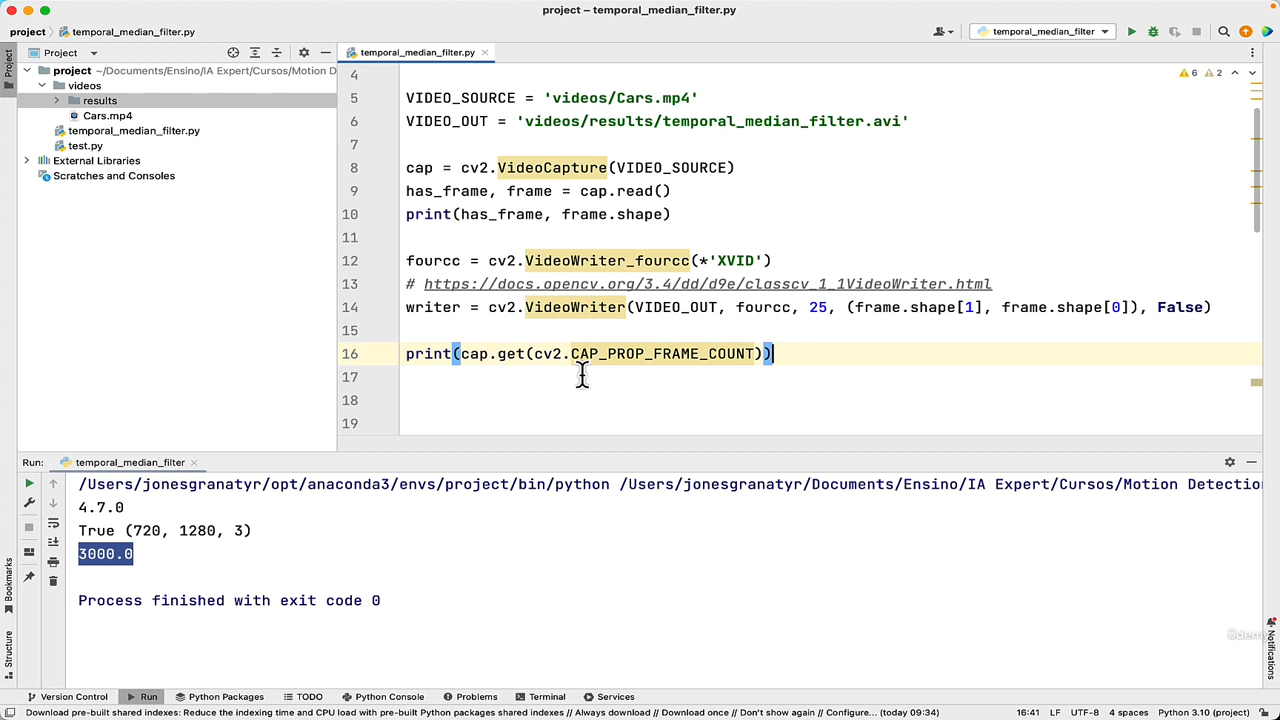 project – temporal_median_filter.py
project
temporal_median_filter.py
temporal_median_filter
Project
temporal_median_filter.py
Project
project ~/Documents/Ensino/IA Expert/Cursos/Motion D
videos
results
Cars.mp4
temporal_median_filter.py
test.py
External Libraries
Scratches and Consoles
6 2
4
5 VIDEO_SOURCE = 'videos/Cars.mp4'
6 VIDEO_OUT = 'videos/results/temporal_median_filter.avi'
7
8 cap = cv2.VideoCapture(VIDEO_SOURCE)
9 has_frame, frame = cap.read()
10 print(has_frame, frame.shape)
11
12 fourcc = cv2.VideoWriter_fourcc(*'XVID')
13 # https://docs.opencv.org/3.4/dd/d9e/classcv_1_1VideoWriter.html
14 writer = cv2.VideoWriter(VIDEO_OUT, fourcc, 25, (frame.shape[1], frame.shape[0]), False)
15
16 print(cap.get(cv2.CAP_PROP_FRAME_COUNT))
17
18
19
Run: temporal_median_filter
/Users/jonesgranatyr/opt/anaconda3/envs/project/bin/python /Users/jonesgranatyr/Documents/Ensino/IA Expert/Cursos/Motion Detectio
4.7.0
True (720, 1280, 3)
3000.0
Process finished with exit code 0
Bookmarks
Structure
Notifications
Udemy
Version Control Run Python Packages TODO Python Console Problems Terminal Services
Download pre-built shared indexes: Reduce the indexing time and CPU load with pre-built Python packages shared indexes // Always download // Download once // Don't show again // Configure... (today 09:34)
16:41 LF UTF-8 4 spaces Python 3.10 (project)